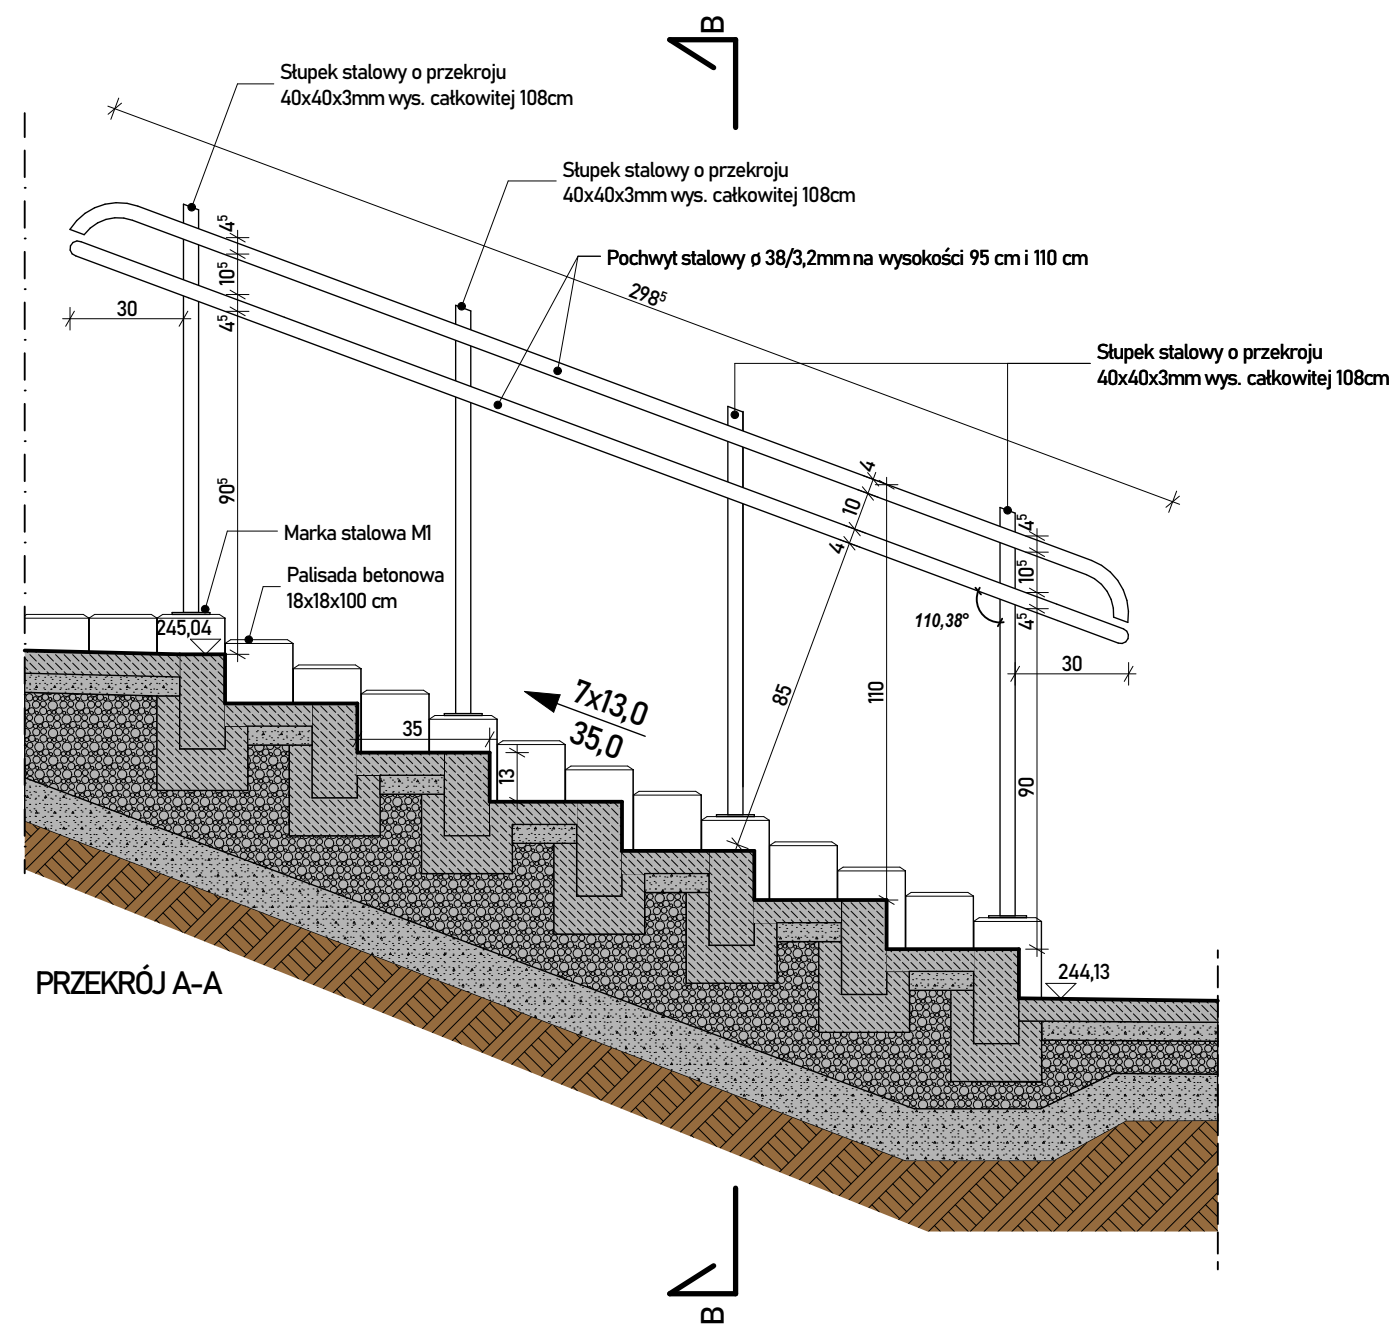 B
Słupek stalowy o przekroju
40x40x3mm wys. całkowitej 108cm
Słupek stalowy o przekroju
40x40x3mm wys. całkowitej 108cm
Pochwyt stalowy ø 38/3,2mm na wysokości 95 cm i 110 cm
298⁵
4⁵
10⁵
4⁵
30
90⁵
Słupek stalowy o przekroju
40x40x3mm wys. całkowitej 108cm
4
10
4
4⁵
10⁵
4⁵
110,38°
30
Marka stalowa M1
Palisada betonowa
18x18x100 cm
245,04
7x13,0
35,0
85
110
35
13
90
244,13
PRZEKRÓJ A-A
B